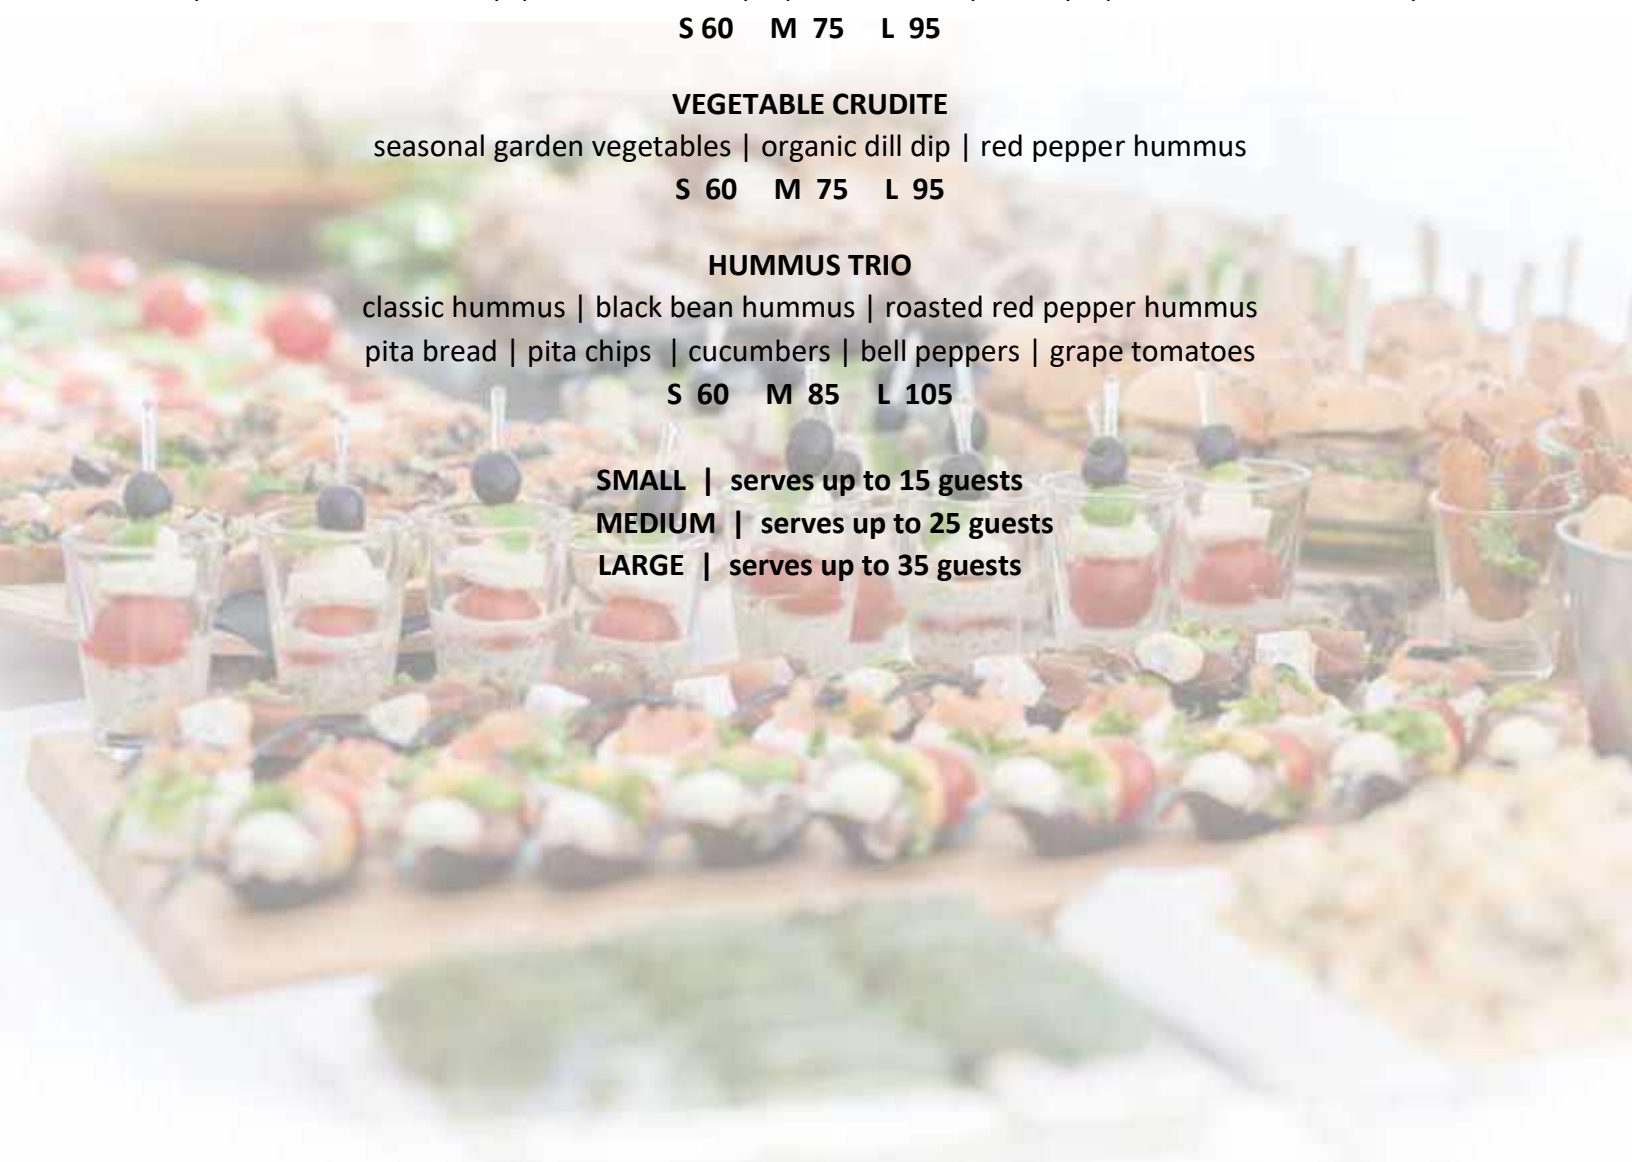 S 60 M 75 L 95
VEGETABLE CRUDITE
seasonal garden vegetables | organic dill dip | red pepper hummus
S 60 M 75 L 95
HUMMUS TRIO
classic hummus | black bean hummus | roasted red pepper hummus
pita bread | pita chips | cucumbers | bell peppers | grape tomatoes
S 60 M 85 L 105
SMALL | serves up to 15 guests
MEDIUM | serves up to 25 guests
LARGE | serves up to 35 guests